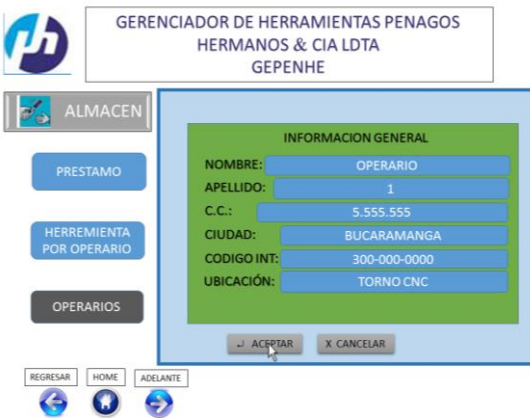 GERENCIADOR DE HERRAMIENTAS PENAGOS
HERMANOS & CIA LDTA
GEPENHE
ALMACEN
PRESTAMO
HERREMIENTA
POR OPERARIO
OPERARIOS
INFORMACION GENERAL
NOMBRE: OPERARIO
APELLIDO: 1
C.C.: 5.555.555
CIUDAD: BUCARAMANGA
CODIGO INT: 300-000-0000
UBICACIÓN: TORNO CNC
ACEPTAR X CANCELAR
REGRESAR HOME ADELANTE